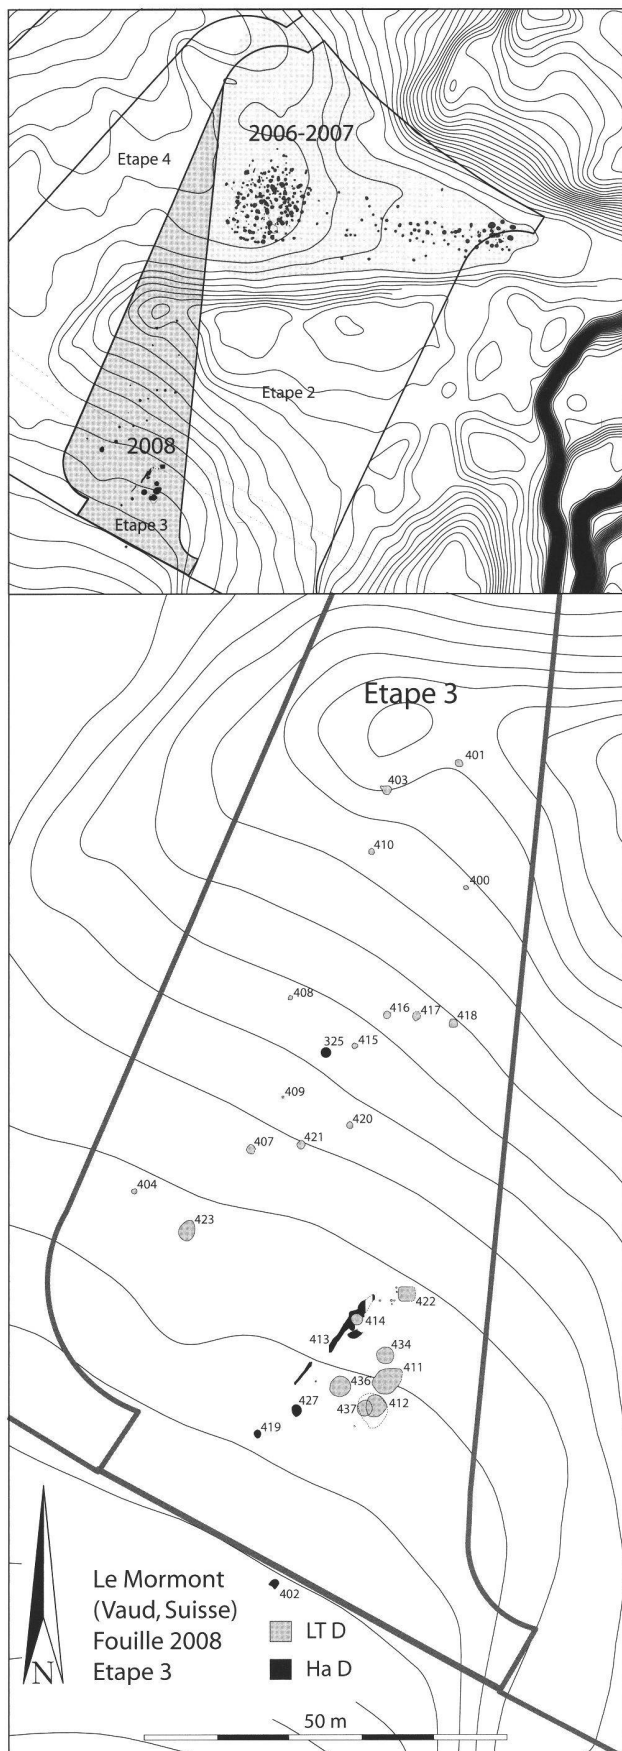 2006-2007
Etape 4
Etape 2
2008
Etape 3
Etape 3
401
403
410
400
408
416
417
418
325
415
409
420
407
421
404
423
422
414
413
434
411
436
412
437
427
419
402
Le Mormont
(Vaud, Suisse)
Fouille 2008
Etape 3
LT D
Ha D
N
50 m